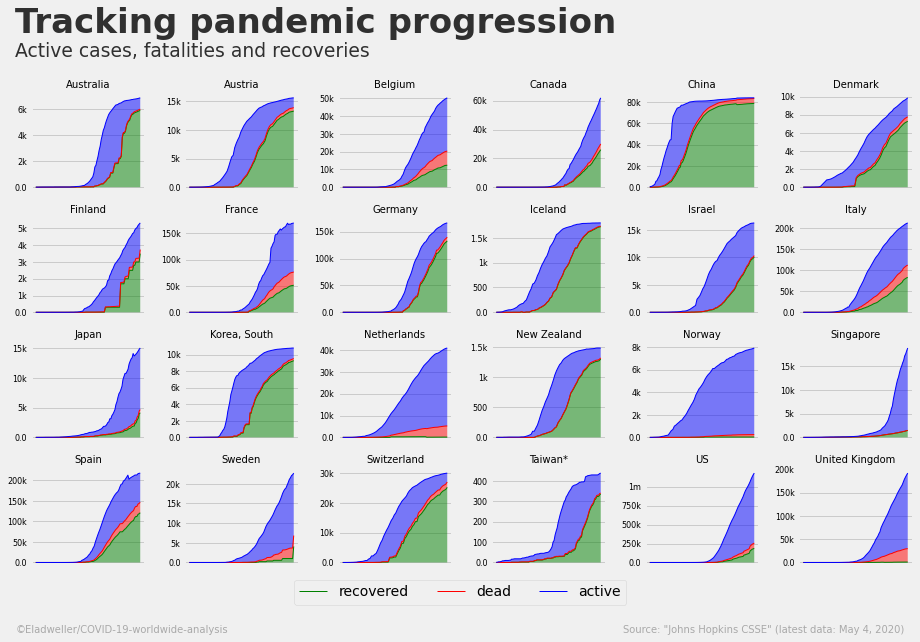 Tracking pandemic progression
Active cases, fatalities and recoveries
Australia Austria Belgium Canada China Denmark
6k 4k 2k 0.0
15k 10k 5k 0.0
50k 40k 30k 20k 10k 0.0
60k 40k 20k 0.0
80k 60k 40k 20k 0.0
10k 8k 6k 4k 2k 0.0
Finland France Germany Iceland Israel Italy
5k 4k 3k 2k 1k 0.0
150k 100k 50k 0.0
150k 100k 50k 0.0
1.5k 1k 500 0.0
15k 10k 5k 0.0
200k 150k 100k 50k 0.0
Japan Korea, South Netherlands New Zealand Norway Singapore
15k 10k 5k 0.0
10k 8k 6k 4k 2k 0.0
40k 30k 20k 10k 0.0
1.5k 1k 500 0.0
8k 6k 4k 2k 0.0
15k 10k 5k 0.0
Spain Sweden Switzerland Taiwan* US United Kingdom
200k 150k 100k 50k 0.0
20k 15k 10k 5k 0.0
30k 20k 10k 0.0
400 300 200 100 0.0
1m 750k 500k 250k 0.0
200k 150k 100k 50k 0.0
recovered dead active
©Eladweller/COVID-19-worldwide-analysis
Source: "Johns Hopkins CSSE" (latest data: May 4, 2020)